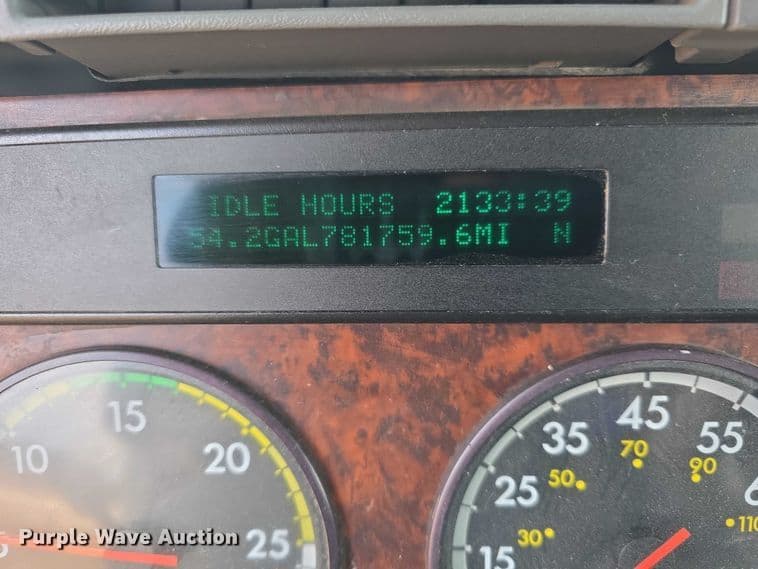 IDLE HOURS 2133:39
54.2GAL781759.6MI N
10 15 20 25
15 25 35 45 55
30 50 70 90 110
Purple Wave Auction